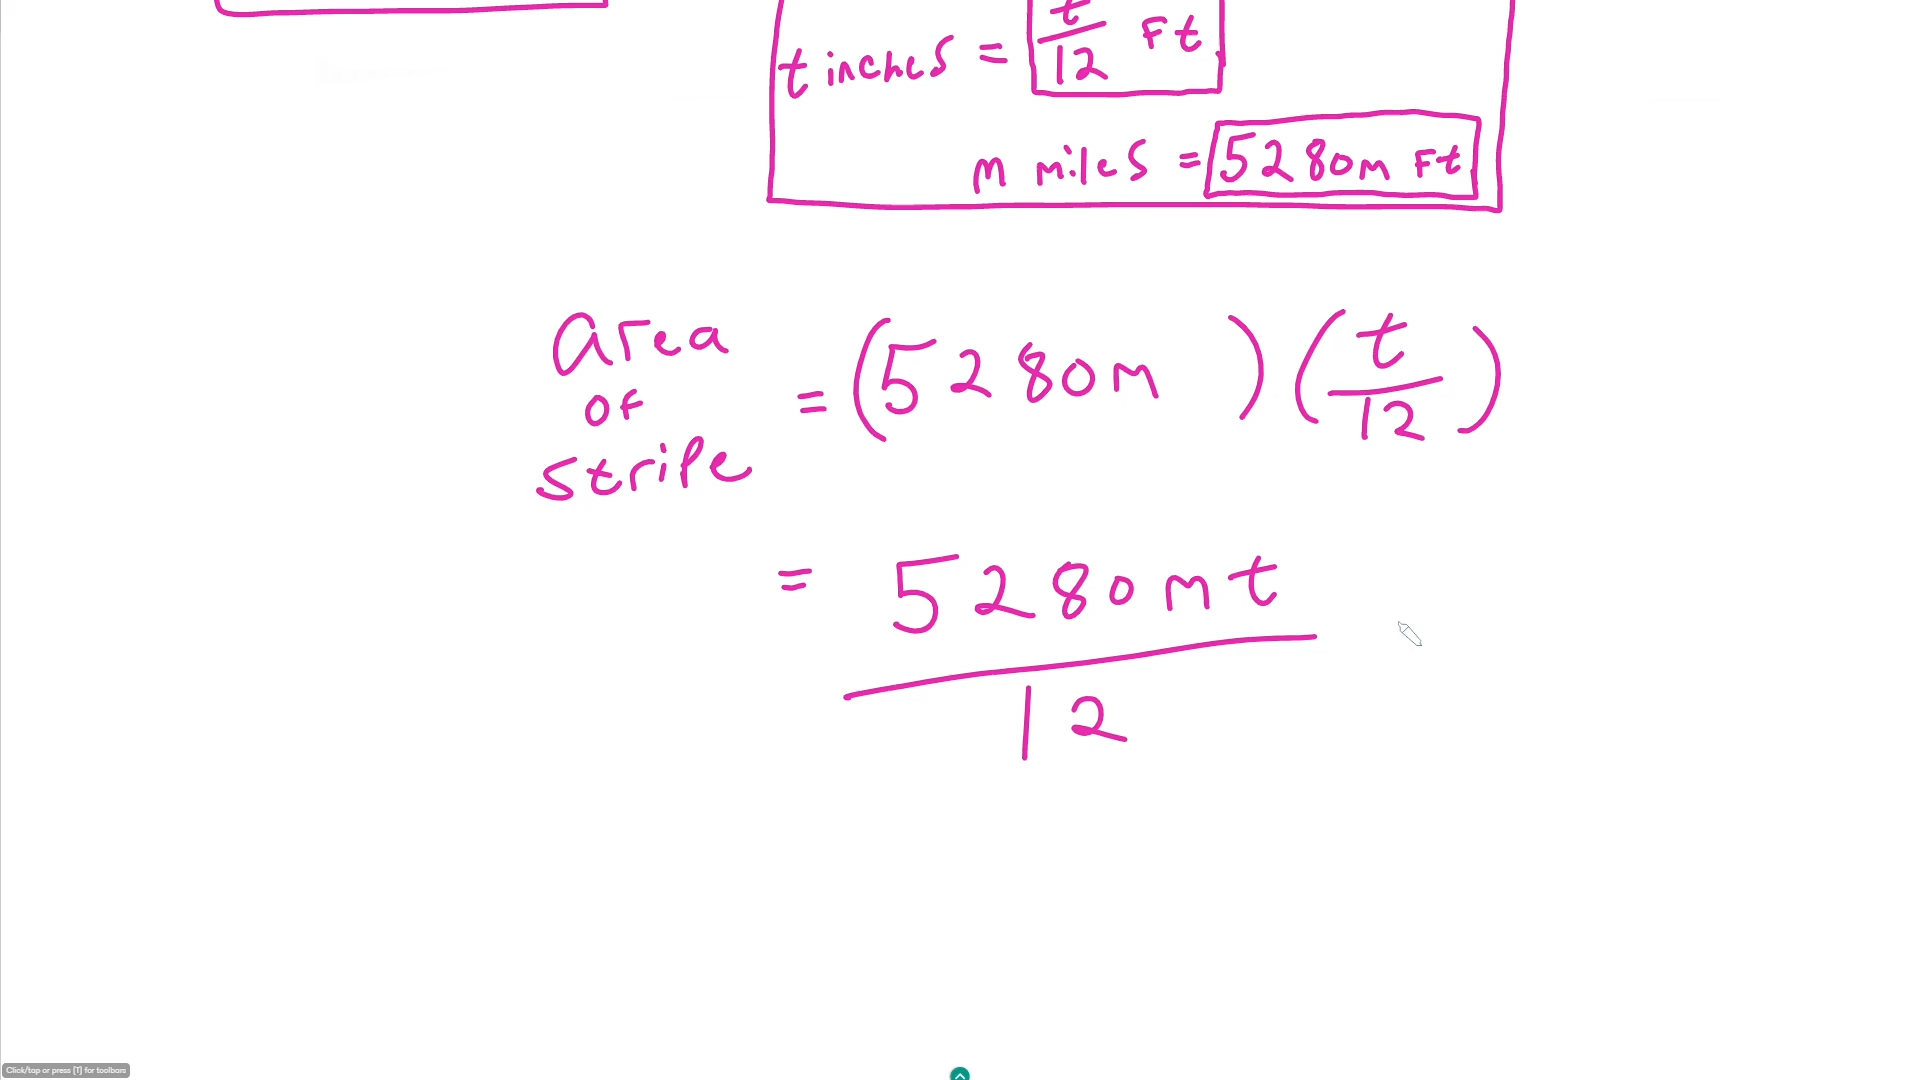 t inches = t/12 Ft
m miles = 5280m Ft
area of stripe = (5280m)(t/12)
= 5280mt/12
Click/tap or press [T] for toolbars